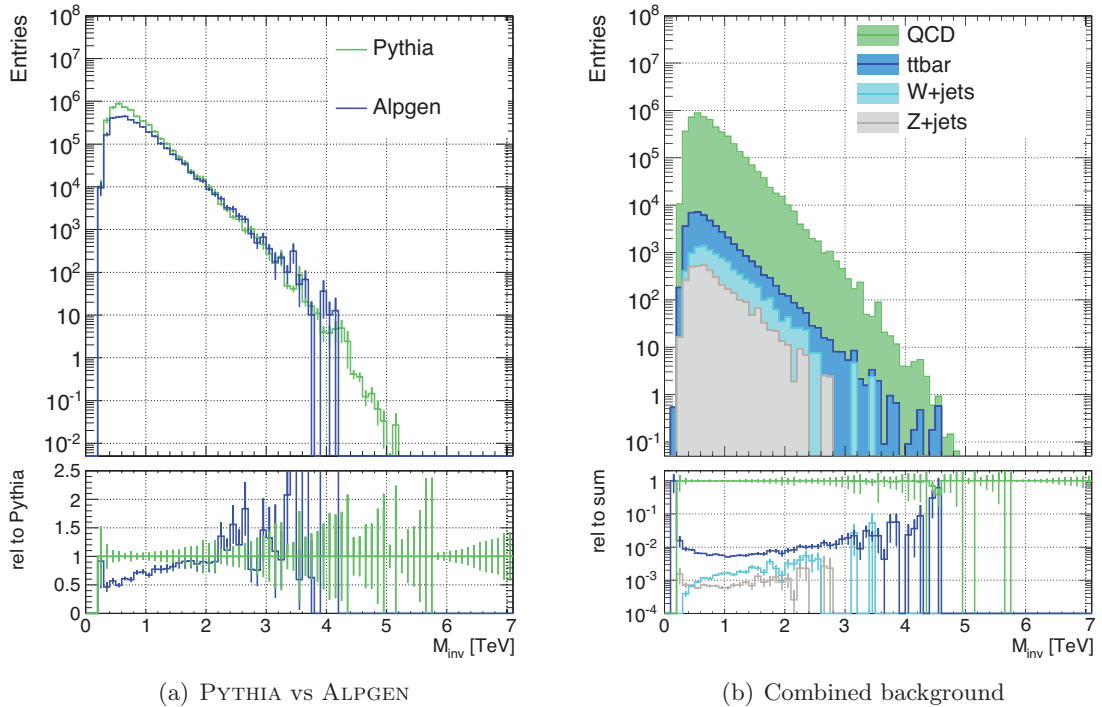 Entries
10^8
10^7
10^6
10^5
10^4
10^3
10^2
10
1
10^-1
10^-2
Pythia
Alpgen
rel to Pythia
2.5
2
1.5
1
0.5
0
0 1 2 3 4 5 6 7
M_inv [TeV]
(a) PYTHIA vs ALPGEN
Entries
10^8
10^7
10^6
10^5
10^4
10^3
10^2
10
1
10^-1
QCD
ttbar
W+jets
Z+jets
rel to sum
1
10^-1
10^-2
10^-3
10^-4
0 1 2 3 4 5 6 7
M_inv [TeV]
(b) Combined background